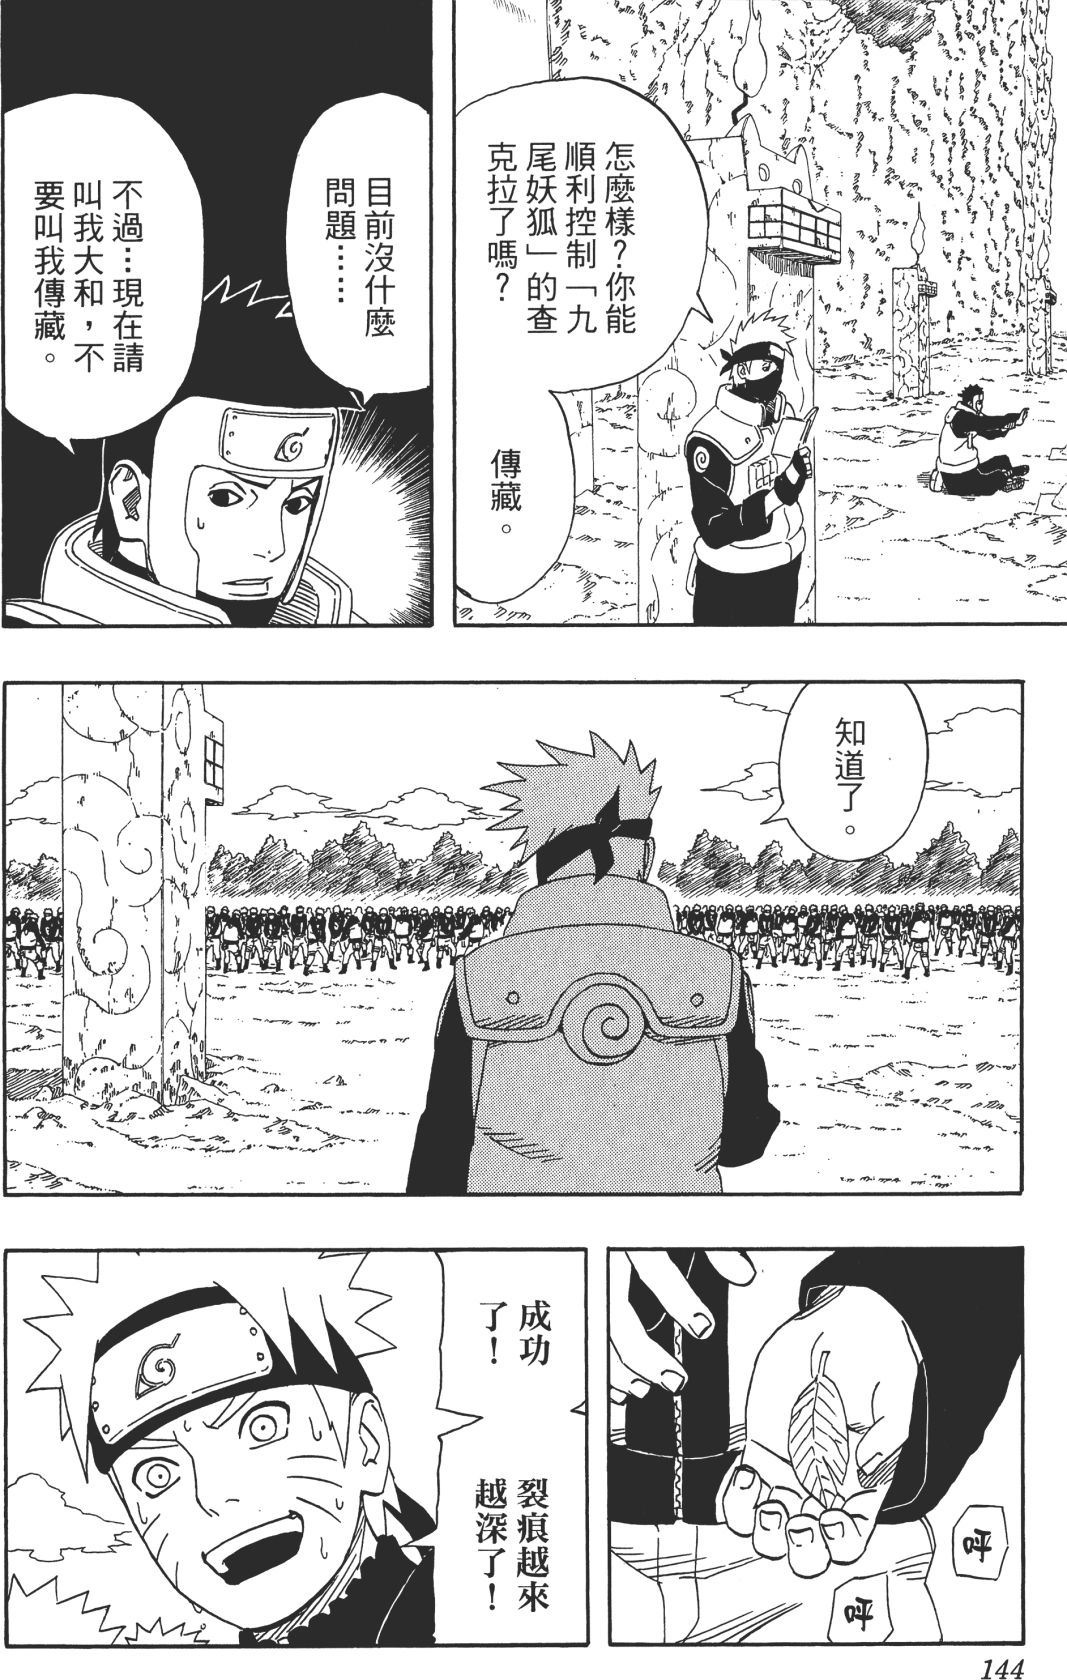 怎麼樣？你能
順利控制「九
尾妖狐」的查
克拉了嗎？
傳藏。
目前沒什麼
問題……
不過…現在請
叫我大和，不
要叫我傳藏。
知道了。
呼
呼
成功
了！
裂痕越來
越深了！
144